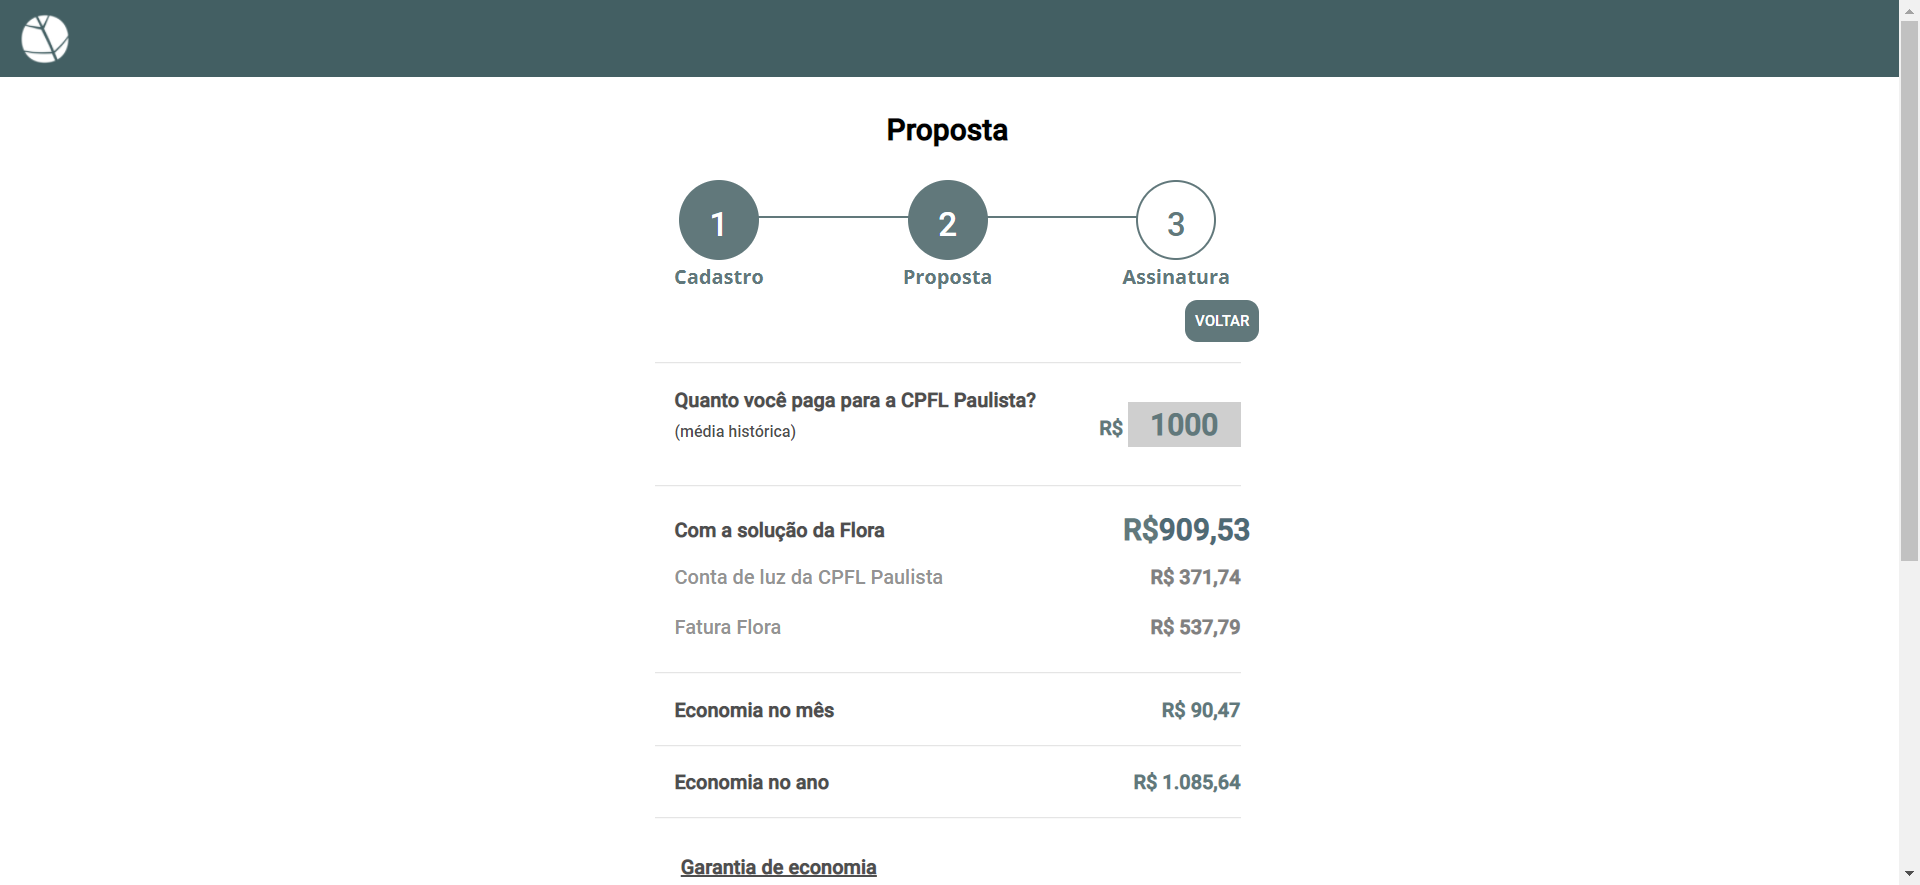 Proposta
1
2
3
Cadastro
Proposta
Assinatura
VOLTAR
Quanto você paga para a CPFL Paulista?
(média histórica)
R$ 1000
Com a solução da Flora
R$909,53
Conta de luz da CPFL Paulista
R$ 371,74
Fatura Flora
R$ 537,79
Economia no mês
R$ 90,47
Economia no ano
R$ 1.085,64
Garantia de economia